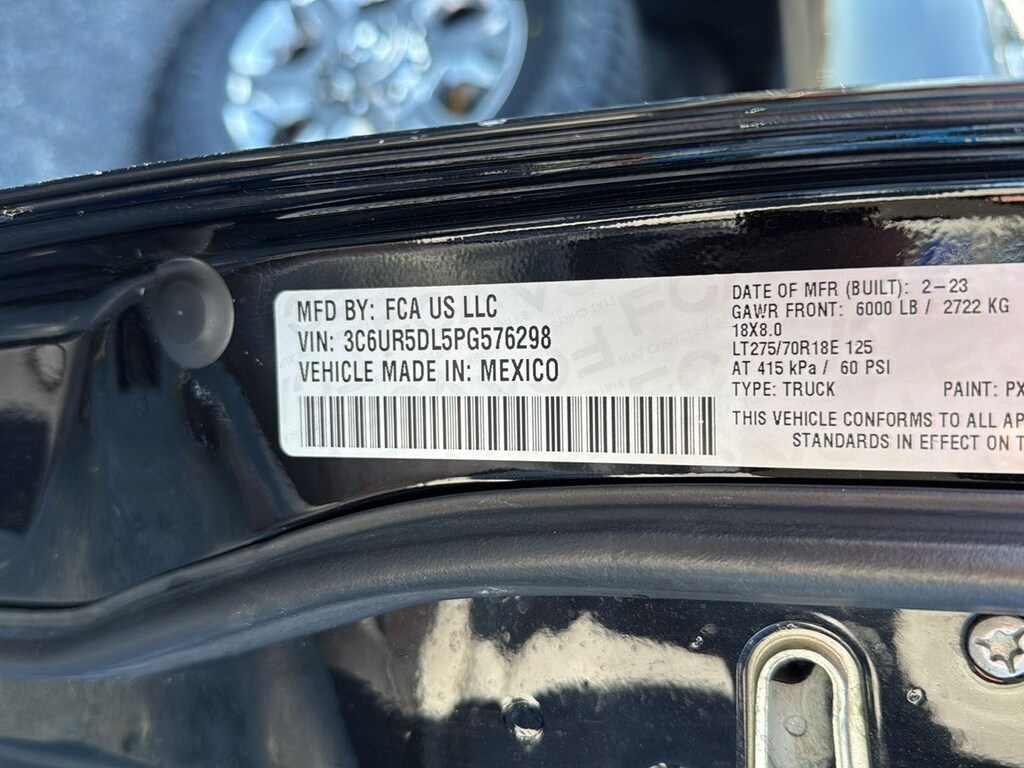 MFD BY: FCA US LLC
VIN: 3C6UR5DL5PG576298
VEHICLE MADE IN: MEXICO
DATE OF MFR (BUILT): 2-23
GAWR FRONT: 6000 LB / 2722 KG
18X8.0
LT275/70R18E 125
AT 415 kPa / 60 PSI
TYPE: TRUCK PAINT: PX
THIS VEHICLE CONFORMS TO ALL AP
STANDARDS IN EFFECT ON T